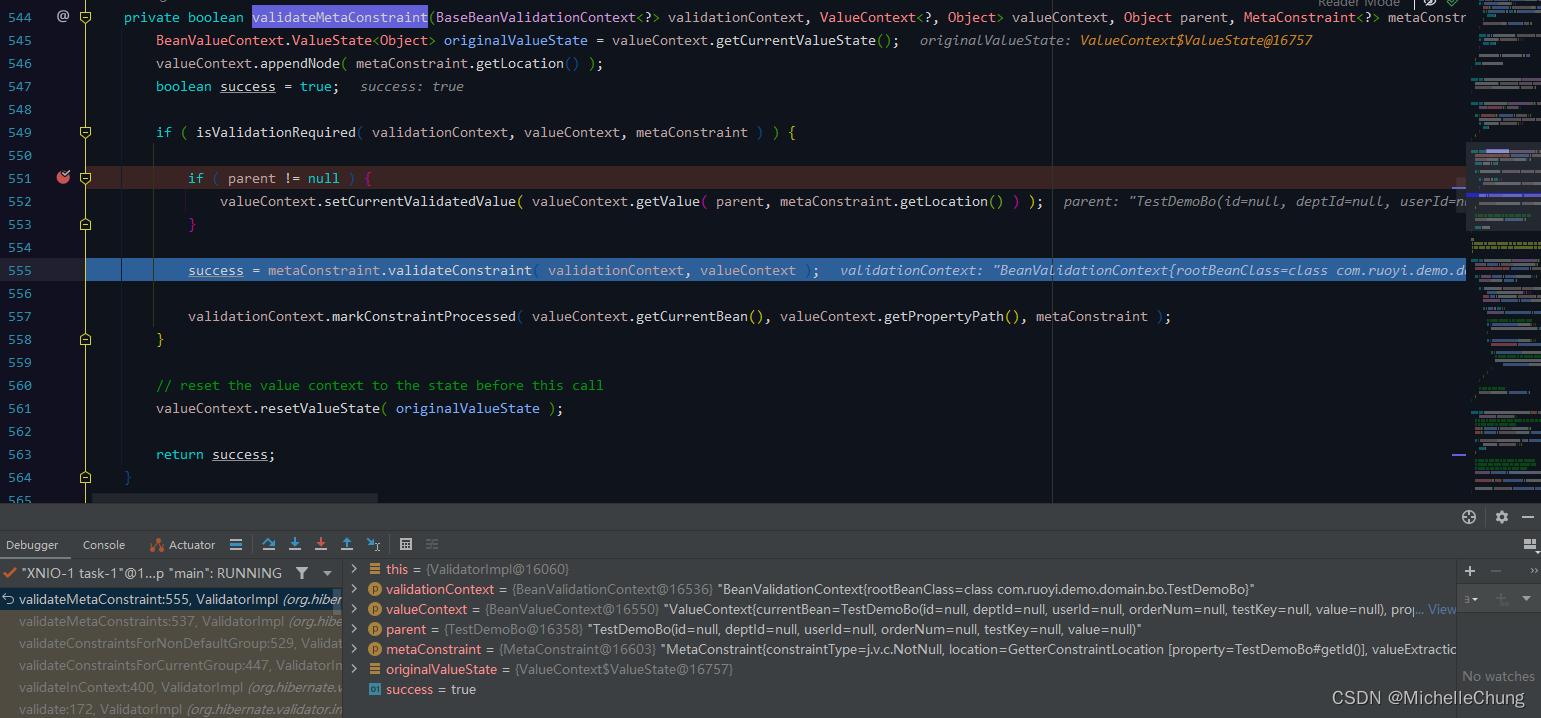 Reader Mode
544 @ private boolean validateMetaConstraint(BaseBeanValidationContext<?> validationContext, ValueContext<?, Object> valueContext, Object parent, MetaConstraint<?> metaConstr
545 BeanValueContext.ValueState<Object> originalValueState = valueContext.getCurrentValueState(); originalValueState: ValueContext$ValueState@16757
546 valueContext.appendNode( metaConstraint.getLocation() );
547 boolean success = true; success: true
548
549 if ( isValidationRequired( validationContext, valueContext, metaConstraint ) ) {
550
551 if ( parent != null ) {
552 valueContext.setCurrentValidatedValue( valueContext.getValue( parent, metaConstraint.getLocation() ) ); parent: "TestDemoBo(id=null, deptId=null, userId=n
553 }
554
555 success = metaConstraint.validateConstraint( validationContext, valueContext ); validationContext: "BeanValidationContext{rootBeanClass=class com.ruoyi.demo.d
556
557 validationContext.markConstraintProcessed( valueContext.getCurrentBean(), valueContext.getPropertyPath(), metaConstraint );
558 }
559
560 // reset the value context to the state before this call
561 valueContext.resetValueState( originalValueState );
562
563 return success;
564 }
565
Debugger Console Actuator
"XNIO-1 task-1"@1...p "main": RUNNING
validateMetaConstraint:555, ValidatorImpl (org.hiber
validateMetaConstraints:537, ValidatorImpl (org.hibe
validateConstraintsForNonDefaultGroup:529, Validat
validateConstraintsForCurrentGroup:447, ValidatorIn
validateInContext:400, ValidatorImpl (org.hibernate.v
validate:172, ValidatorImpl (org.hibernate.validator.in
this = {ValidatorImpl@16060}
validationContext = {BeanValidationContext@16536} "BeanValidationContext{rootBeanClass=class com.ruoyi.demo.domain.bo.TestDemoBo}"
valueContext = {BeanValueContext@16550} "ValueContext{currentBean=TestDemoBo(id=null, deptId=null, userId=null, orderNum=null, testKey=null, value=null), pro... View
parent = {TestDemoBo@16358} "TestDemoBo(id=null, deptId=null, userId=null, orderNum=null, testKey=null, value=null)"
metaConstraint = {MetaConstraint@16603} "MetaConstraint{constraintType=j.v.c.NotNull, location=GetterConstraintLocation [property=TestDemoBo#getId()], valueExtractio
originalValueState = {ValueContext$ValueState@16757}
success = true
No watches
CSDN @MichelleChung